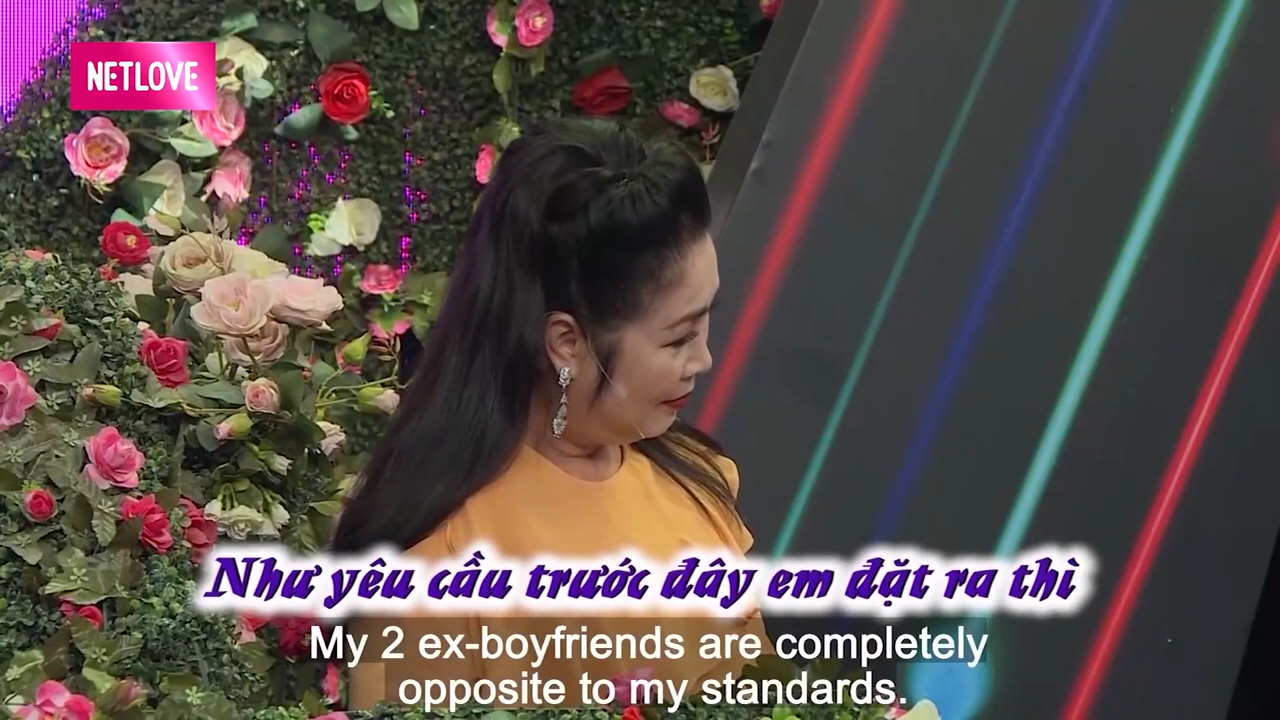 NETLOVE
Như yêu cầu trước đây em đặt ra thì
My 2 ex-boyfriends are completely
opposite to my standards.